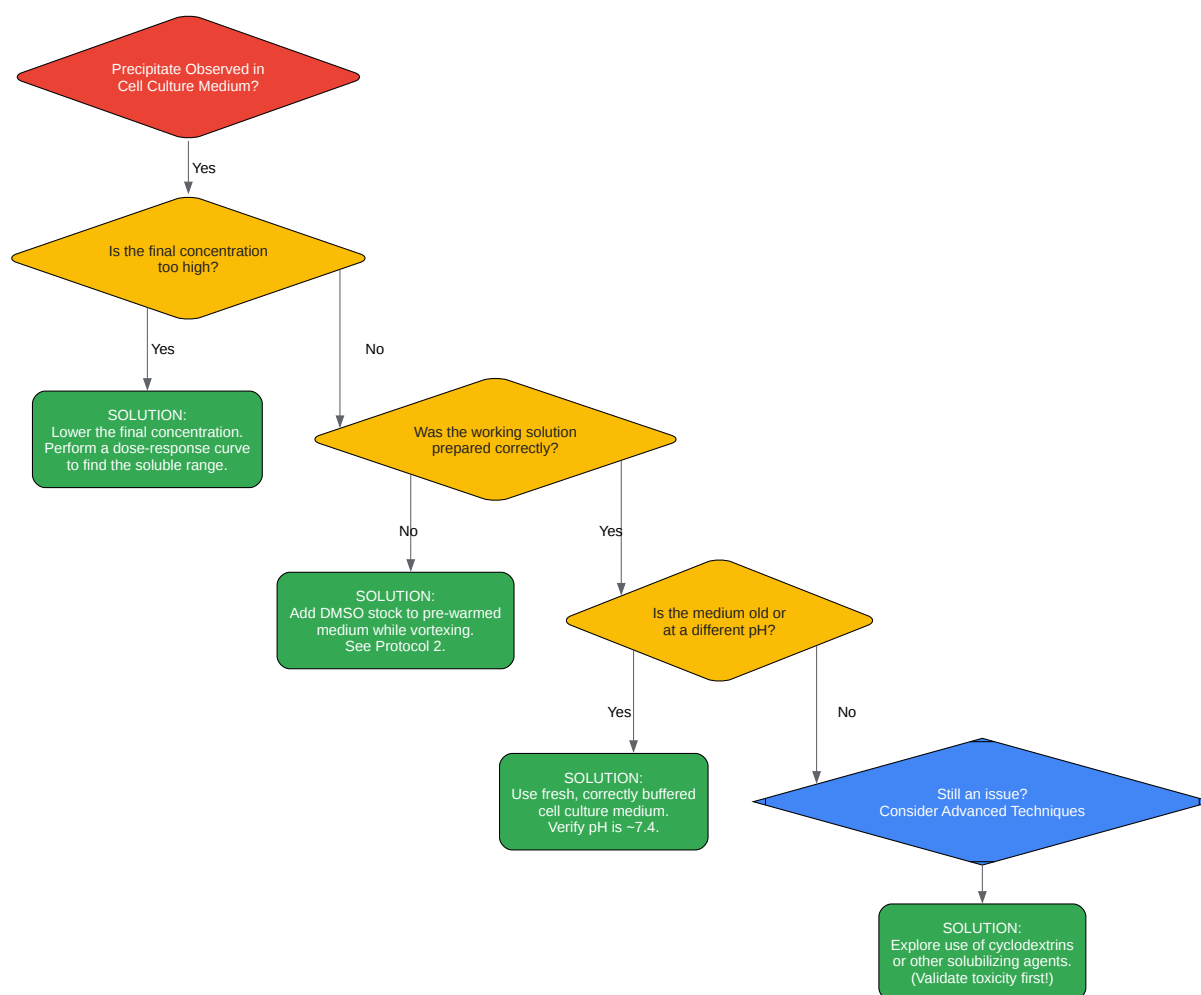 Precipitate Observed in
Cell Culture Medium?
Yes
Is the final concentration
too high?
Yes
No
SOLUTION:
Lower the final concentration.
Perform a dose-response curve
to find the soluble range.
Was the working solution
prepared correctly?
No
Yes
SOLUTION:
Add DMSO stock to pre-warmed
medium while vortexing.
See Protocol 2.
Is the medium old or
at a different pH?
Yes
No
SOLUTION:
Use fresh, correctly buffered
cell culture medium.
Verify pH is ~7.4.
Still an issue?
Consider Advanced Techniques
SOLUTION:
Explore use of cyclodextrins
or other solubilizing agents.
(Validate toxicity first!)